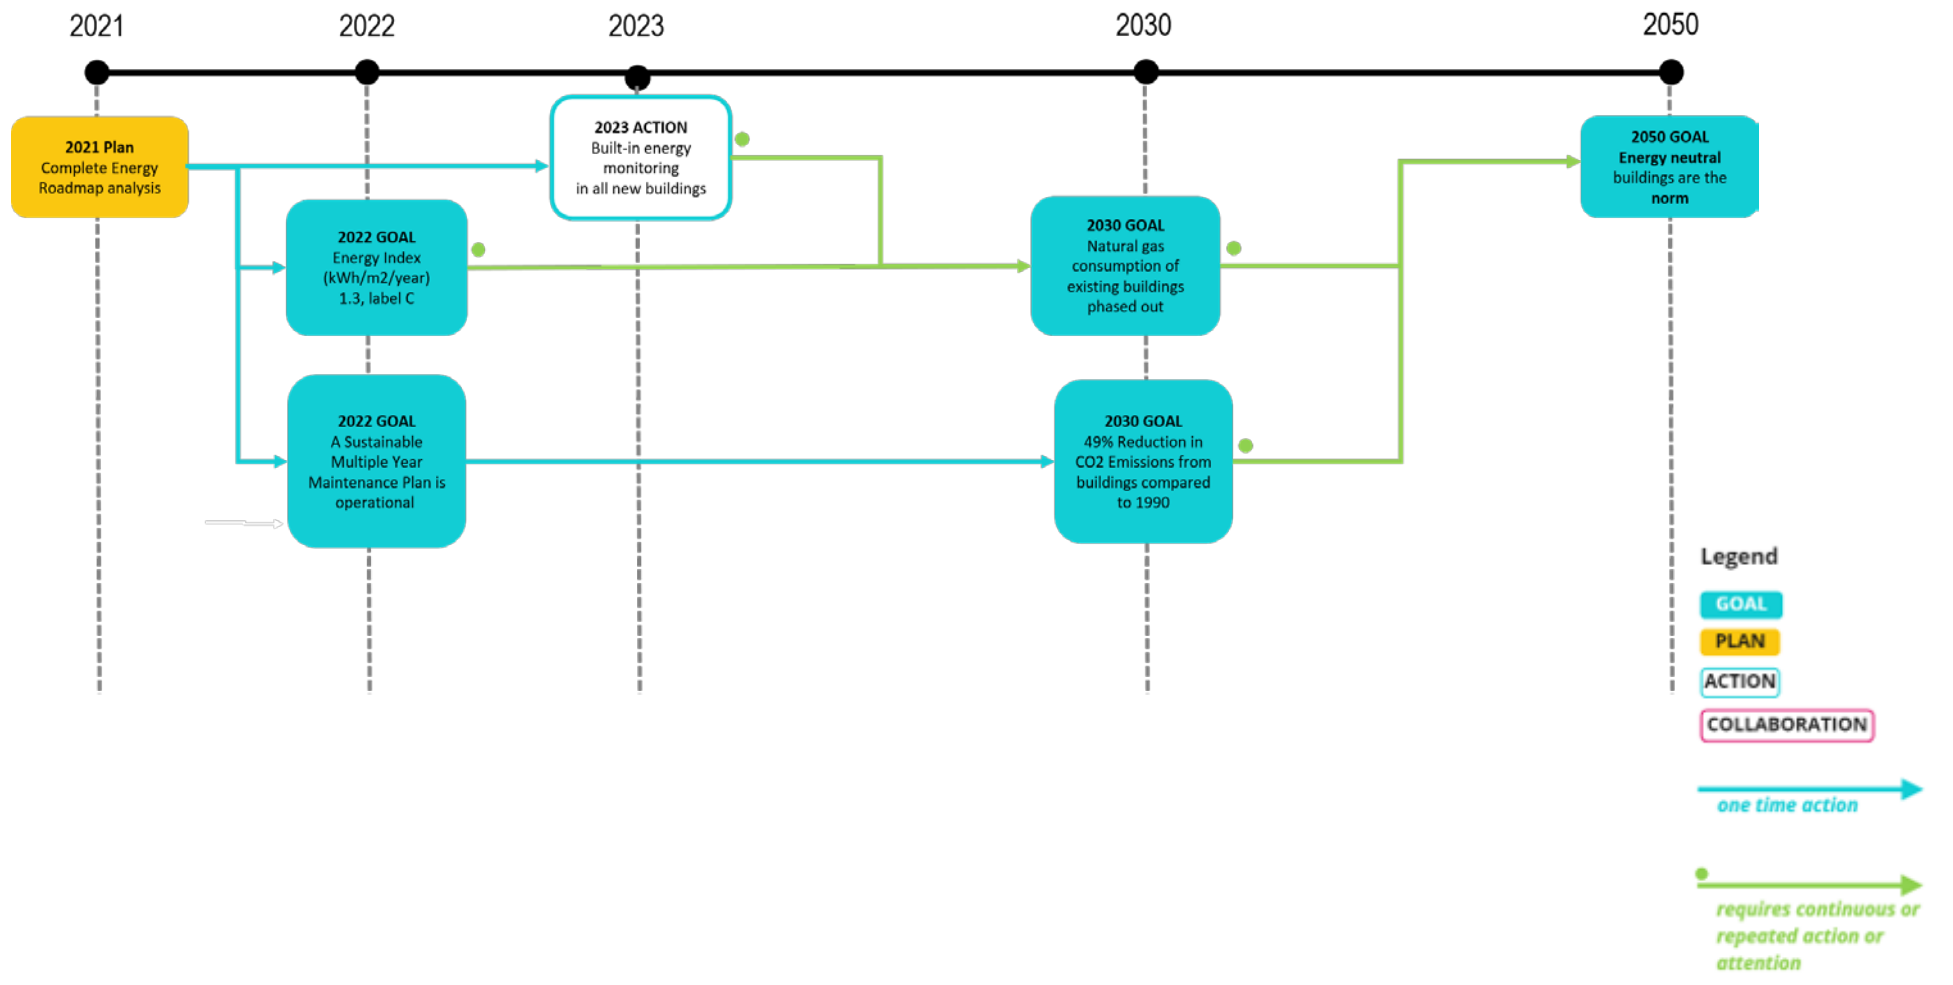 2021
2022
2023
2030
2050
2021 Plan
Complete Energy
Roadmap analysis
2022 GOAL
Energy Index
(kWh/m2/year)
1.3, label C
2022 GOAL
A Sustainable
Multiple Year
Maintenance Plan is
operational
2023 ACTION
Built-in energy
monitoring
in all new buildings
2030 GOAL
Natural gas
consumption of
existing buildings
phased out
2030 GOAL
49% Reduction in
CO2 Emissions from
buildings compared
to 1990
2050 GOAL
Energy neutral
buildings are the
norm
Legend
GOAL
PLAN
ACTION
COLLABORATION
one time action
requires continuous or
repeated action or
attention